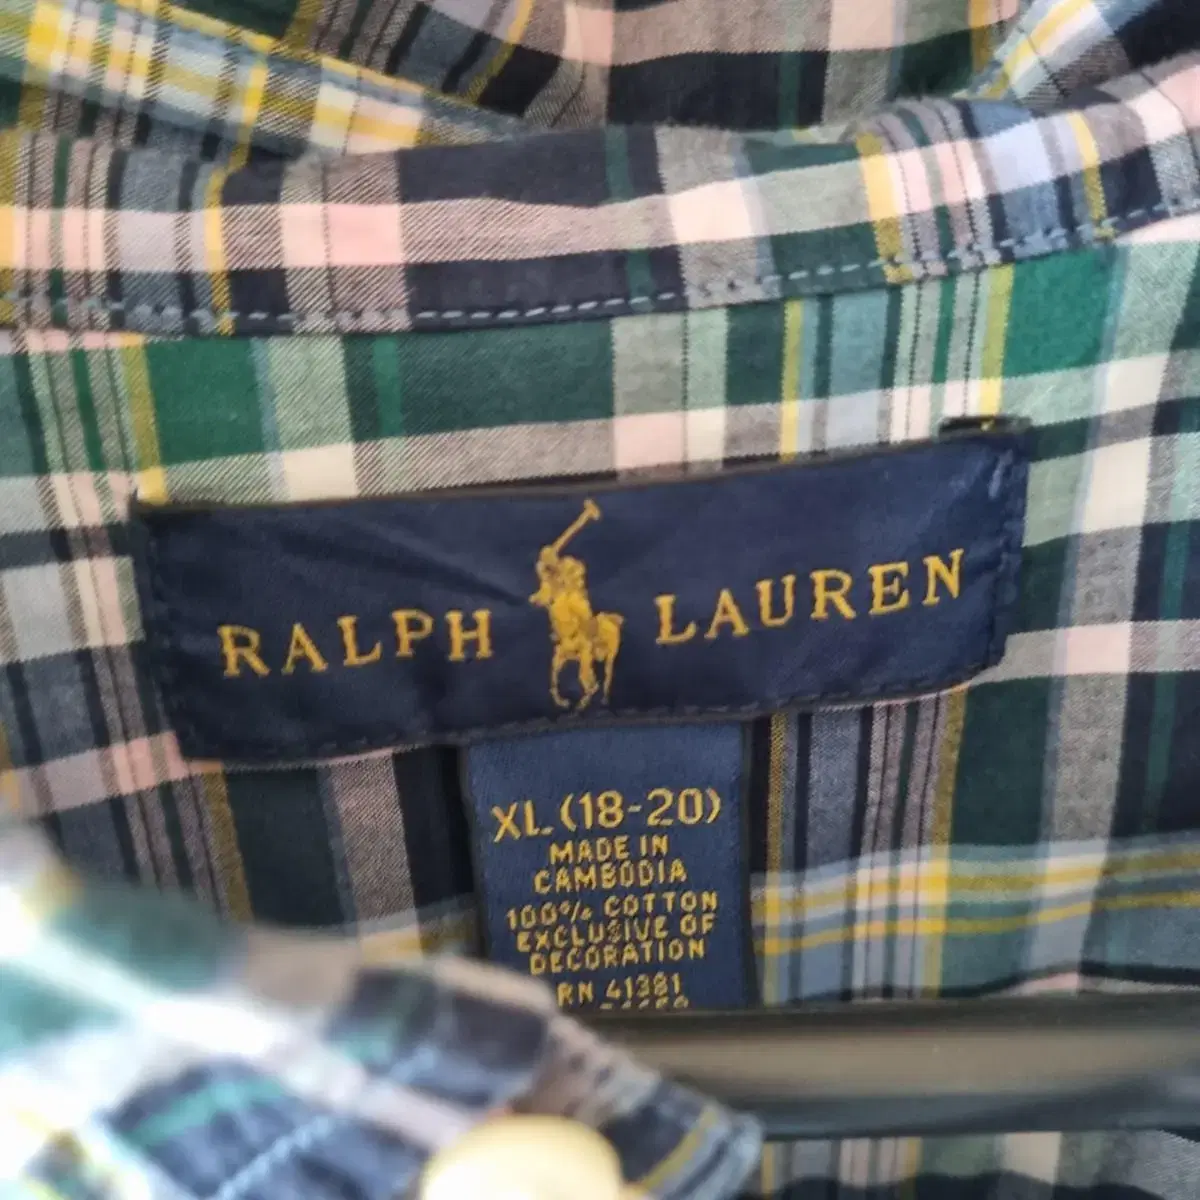 RALPH LAUREN
XL (18-20)
MADE IN
CAMBODIA
100% COTTON
EXCLUSIVE OF
DECORATION
RN 41381